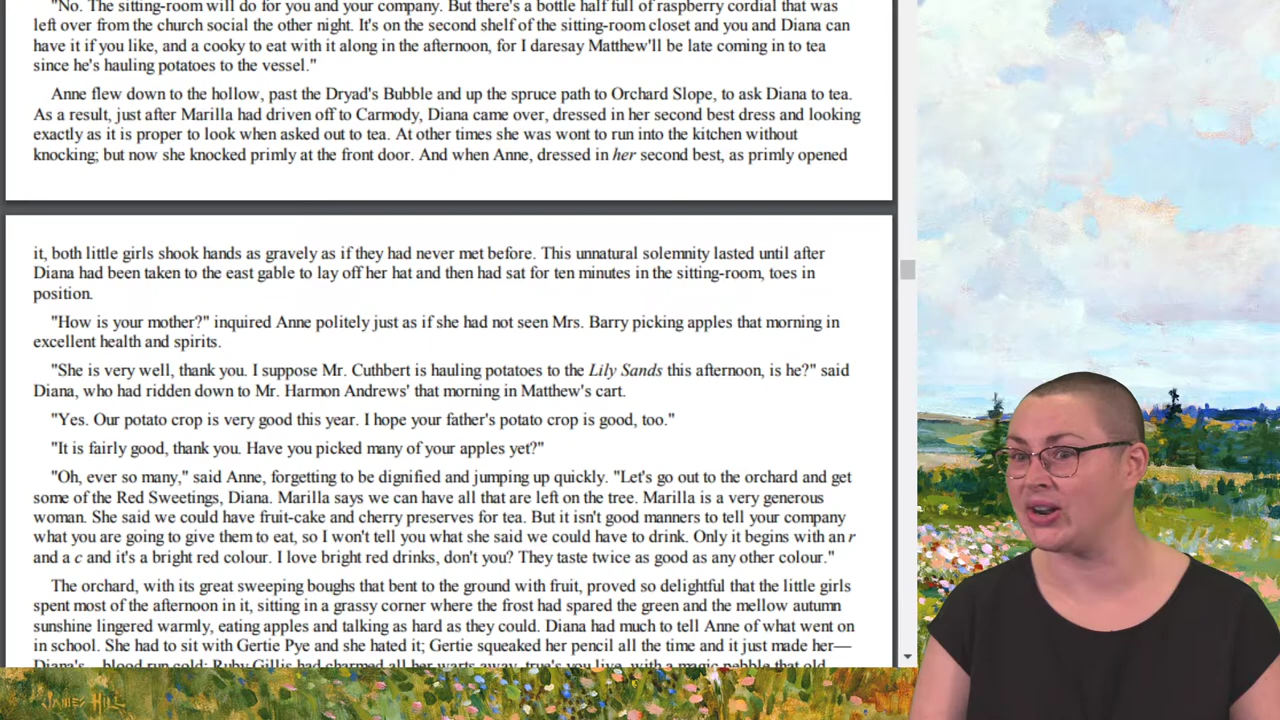 "No. The sitting-room will do for you and your company. But there's a bottle half full of raspberry cordial that was
left over from the church social the other night. It's on the second shelf of the sitting-room closet and you and Diana can
have it if you like, and a cooky to eat with it along in the afternoon, for I daresay Matthew'll be late coming in to tea
since he's hauling potatoes to the vessel."
Anne flew down to the hollow, past the Dryad's Bubble and up the spruce path to Orchard Slope, to ask Diana to tea.
As a result, just after Marilla had driven off to Carmody, Diana came over, dressed in her second best dress and looking
exactly as it is proper to look when asked out to tea. At other times she was wont to run into the kitchen without
knocking; but now she knocked primly at the front door. And when Anne, dressed in her second best, as primly opened
it, both little girls shook hands as gravely as if they had never met before. This unnatural solemnity lasted until after
Diana had been taken to the east gable to lay off her hat and then had sat for ten minutes in the sitting-room, toes in
position.
"How is your mother?" inquired Anne politely just as if she had not seen Mrs. Barry picking apples that morning in
excellent health and spirits.
"She is very well, thank you. I suppose Mr. Cuthbert is hauling potatoes to the Lily Sands this afternoon, is he?" said
Diana, who had ridden down to Mr. Harmon Andrews' that morning in Matthew's cart.
"Yes. Our potato crop is very good this year. I hope your father's potato crop is good, too."
"It is fairly good, thank you. Have you picked many of your apples yet?"
"Oh, ever so many," said Anne, forgetting to be dignified and jumping up quickly. "Let's go out to the orchard and get
some of the Red Sweetings, Diana. Marilla says we can have all that are left on the tree. Marilla is a very generous
woman. She said we could have fruit-cake and cherry preserves for tea. But it isn't good manners to tell your company
what you are going to give them to eat, so I won't tell you what she said we could have to drink. Only it begins with an r
and a c and it's a bright red colour. I love bright red drinks, don't you? They taste twice as good as any other colour."
The orchard, with its great sweeping boughs that bent to the ground with fruit, proved so delightful that the little girls
spent most of the afternoon in it, sitting in a grassy corner where the frost had spared the green and the mellow autumn
sunshine lingered warmly, eating apples and talking as hard as they could. Diana had much to tell Anne of what went on
in school. She had to sit with Gertie Pye and she hated it; Gertie squeaked her pencil all the time and it just made her—
Diana's—blood run cold; Ruby Gillis had charmed all her warts away, true's you live, with a magic pebble that old
JAMES HILL